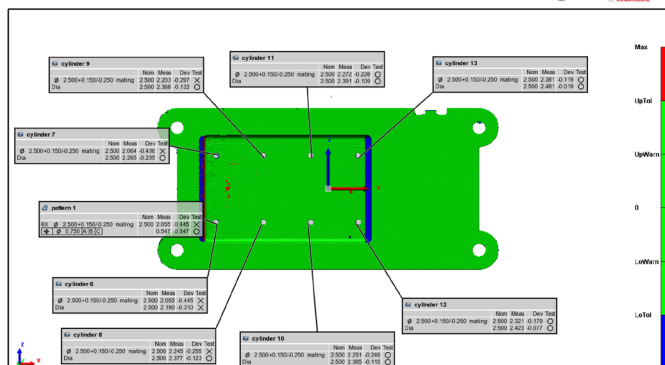 cylinder 9
Nom Meas Dev Test
Ø 2.500+0.150/-0.250 mating 2.500 2.203 -0.297 X
Dia 2.500 2.368 -0.132 O
cylinder 11
Nom Meas Dev Test
Ø 2.500+0.150/-0.250 mating 2.500 2.272 -0.228 O
Dia 2.500 2.391 -0.109 O
cylinder 13
Nom Meas Dev Test
Ø 2.500+0.150/-0.250 mating 2.500 2.381 -0.119 O
Dia 2.500 2.481 -0.019 O
Max
UpTol
UpWarn
0
LoWarn
LoTol
cylinder 7
Nom Meas Dev Test
Ø 2.500+0.150/-0.250 mating 2.500 2.064 -0.436 X
Dia 2.500 2.265 -0.235 O
pattern 1
Nom Meas Dev Test
8X Ø 2.500+0.150/-0.250 mating 2.500 2.055 -0.445 X
⌖ Ø 0.750 A B C 0.547 -0.547 O
cylinder 6
Nom Meas Dev Test
Ø 2.500+0.150/-0.250 mating 2.500 2.055 -0.445 X
Dia 2.500 2.190 -0.310 X
cylinder 8
Nom Meas Dev Test
Ø 2.500+0.150/-0.250 mating 2.500 2.245 -0.255 X
Dia 2.500 2.377 -0.123 O
cylinder 10
Nom Meas Dev Test
Ø 2.500+0.150/-0.250 mating 2.500 2.251 -0.249 O
Dia 2.500 2.385 -0.115 O
cylinder 12
Nom Meas Dev Test
Ø 2.500+0.150/-0.250 mating 2.500 2.321 -0.179 O
Dia 2.500 2.423 -0.077 O
z
x